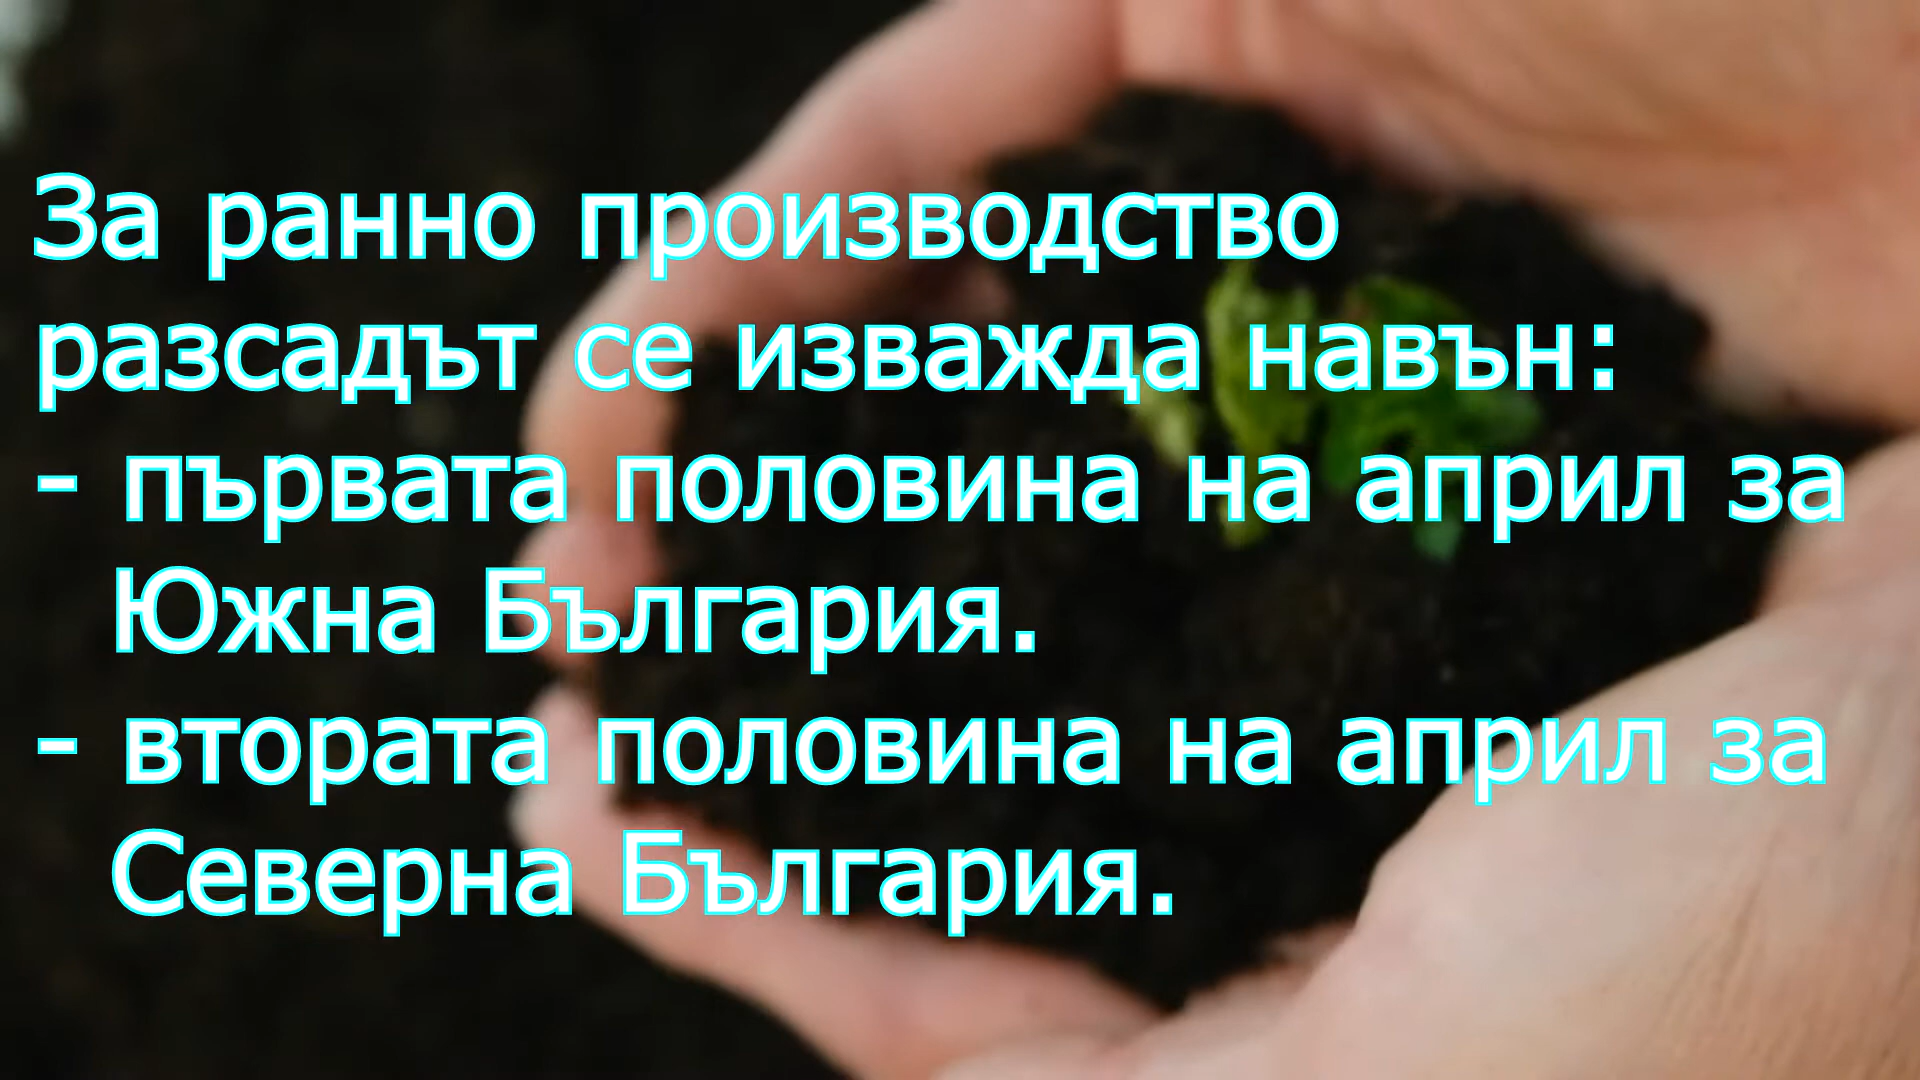 За ранно производство
разсадът се изважда навън:
- първата половина на април за
Южна България.
- втората половина на април за
Северна България.